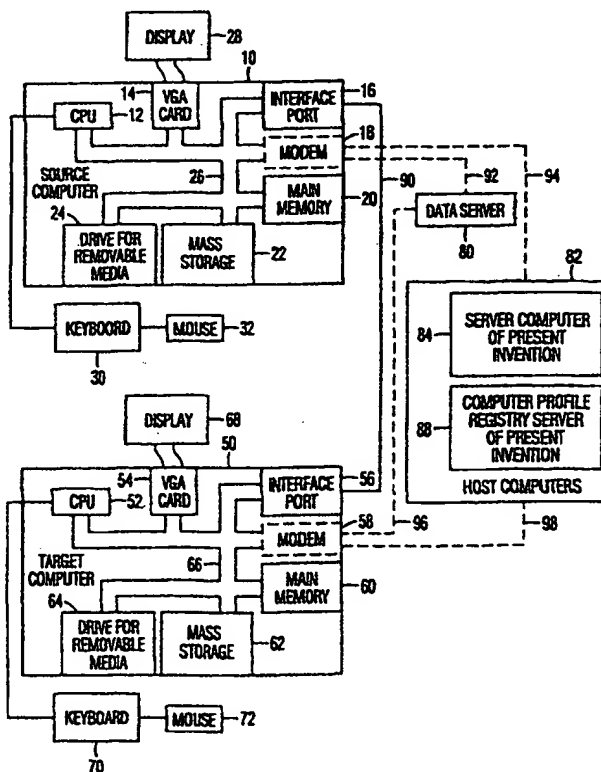 DISPLAY
28
10
14
VGA
CARD
INTERFACE
PORT
16
CPU
12
18
MODEM
SOURCE
COMPUTER
26
MAIN
MEMORY
20
90
92
94
DATA SERVER
80
24
DRIVE FOR
REMOVABLE
MEDIA
MASS
STORAGE
22
82
KEYBOORD
30
MOUSE
32
84
SERVER COMPUTER
OF PRESENT
INVENTION
88
COMPUTER PROFILE
REGISTRY SERVER
OF PRESENT
INVENTION
HOST COMPUTERS
DISPLAY
68
50
54
VGA
CARD
INTERFACE
PORT
56
CPU
52
58
MODEM
96
98
TARGET
COMPUTER
66
MAIN
MEMORY
60
64
DRIVE FOR
REMOVABLE
MEDIA
MASS
STORAGE
62
KEYBOARD
70
MOUSE
72